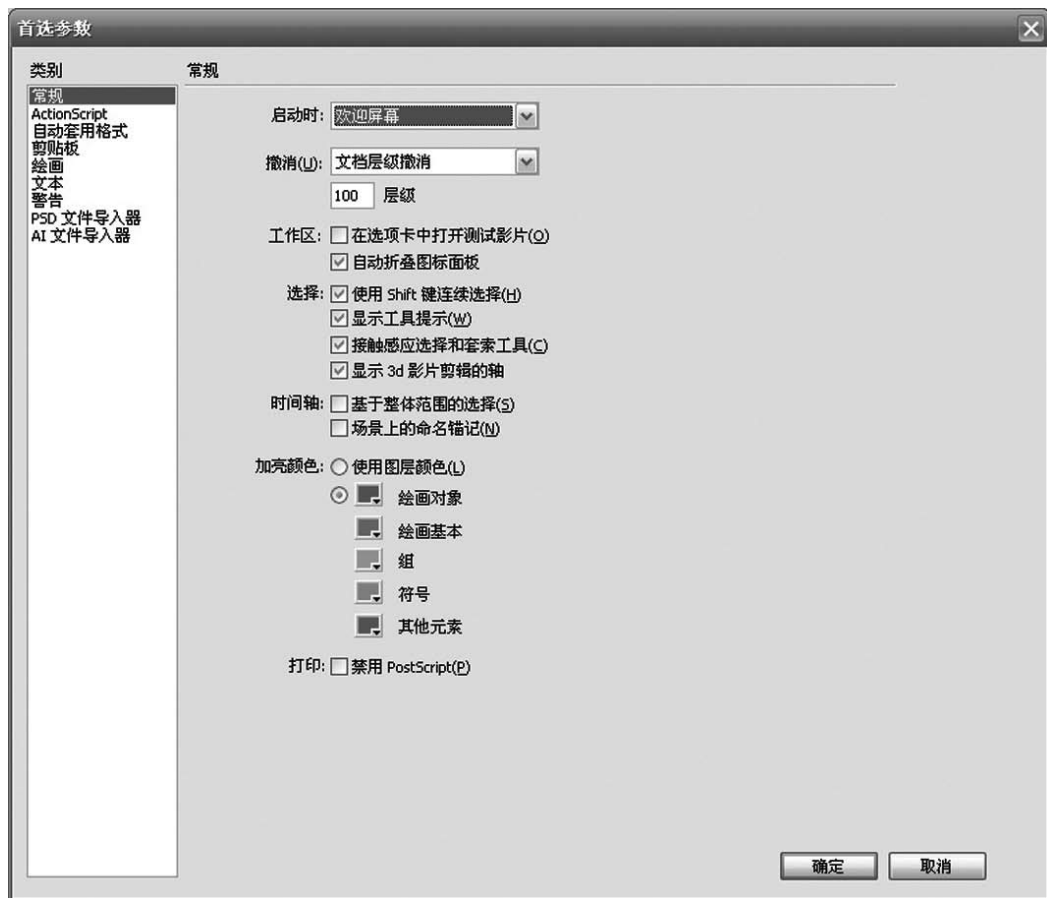 首选参数
类别
常规
ActionScript
自动套用格式
剪贴板
绘画
文本
警告
PSD 文件导入器
AI 文件导入器
常规
启动时: 欢迎屏幕
撤消(U): 文档层级撤消
100 层级
工作区: 在选项卡中打开测试影片(O)
自动折叠图标面板
选择: 使用 Shift 键连续选择(H)
显示工具提示(W)
接触感应选择和套索工具(C)
显示 3d 影片剪辑的轴
时间轴: 基于整体范围的选择(S)
场景上的命名锚记(N)
加亮颜色: 使用图层颜色(L)
绘画对象
绘画基本
组
符号
其他元素
打印: 禁用 PostScript(P)
确定 取消